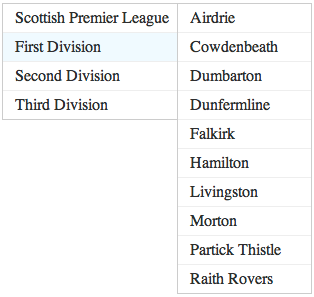 Scottish Premier League
First Division
Second Division
Third Division
Airdrie
Cowdenbeath
Dumbarton
Dunfermline
Falkirk
Hamilton
Livingston
Morton
Partick Thistle
Raith Rovers